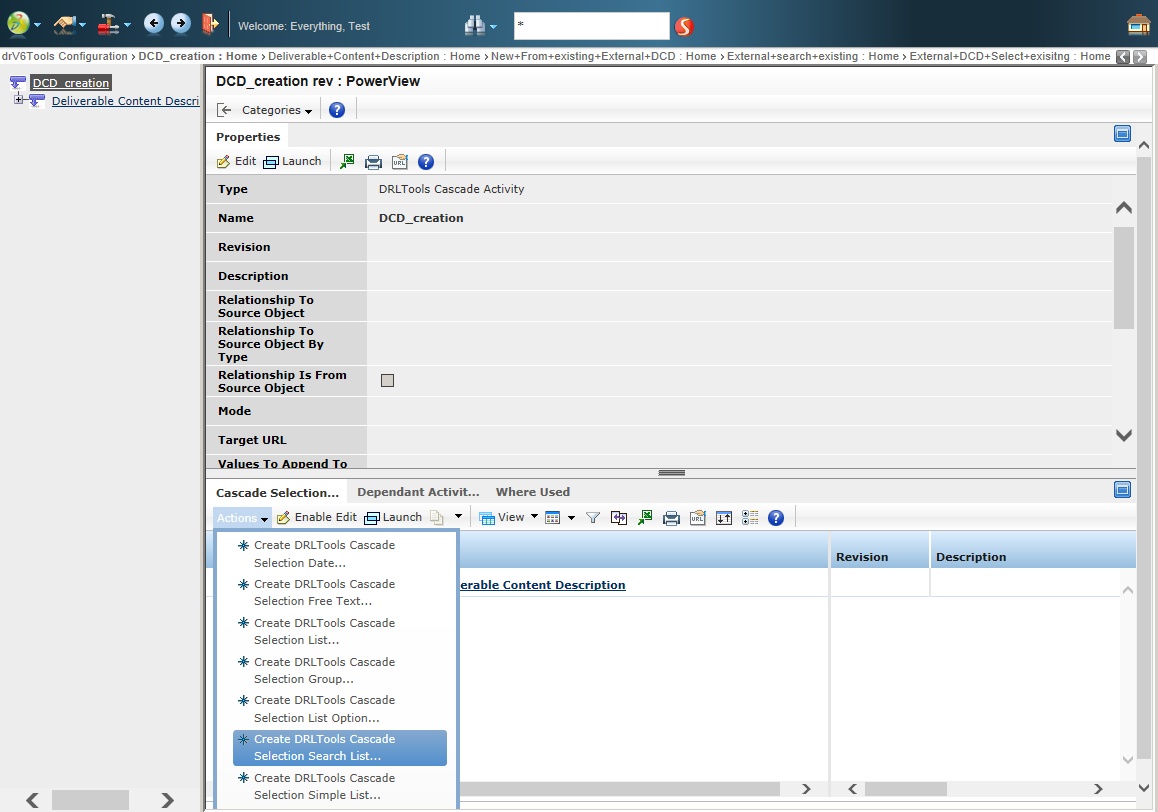 Welcome: Everything, Test
*
drV6Tools Configuration › DCD_creation : Home › Deliverable+Content+Description : Home › New+From+existing+External+DCD : Home › External+search+existing : Home › External+DCD+Select+exisitng : Home
DCD_creation
Deliverable Content Descri
DCD_creation rev : PowerView
Categories
Properties
Edit Launch
Type DRLTools Cascade Activity
Name DCD_creation
Revision
Description
Relationship To
Source Object
Relationship To
Source Object By
Type
Relationship Is From
Source Object
Mode
Target URL
Values To Append To
Cascade Selection... Dependant Activit... Where Used
Actions Enable Edit Launch View
Revision Description
erable Content Description
Create DRLTools Cascade
Selection Date...
Create DRLTools Cascade
Selection Free Text...
Create DRLTools Cascade
Selection List...
Create DRLTools Cascade
Selection Group...
Create DRLTools Cascade
Selection List Option...
Create DRLTools Cascade
Selection Search List...
Create DRLTools Cascade
Selection Simple List...